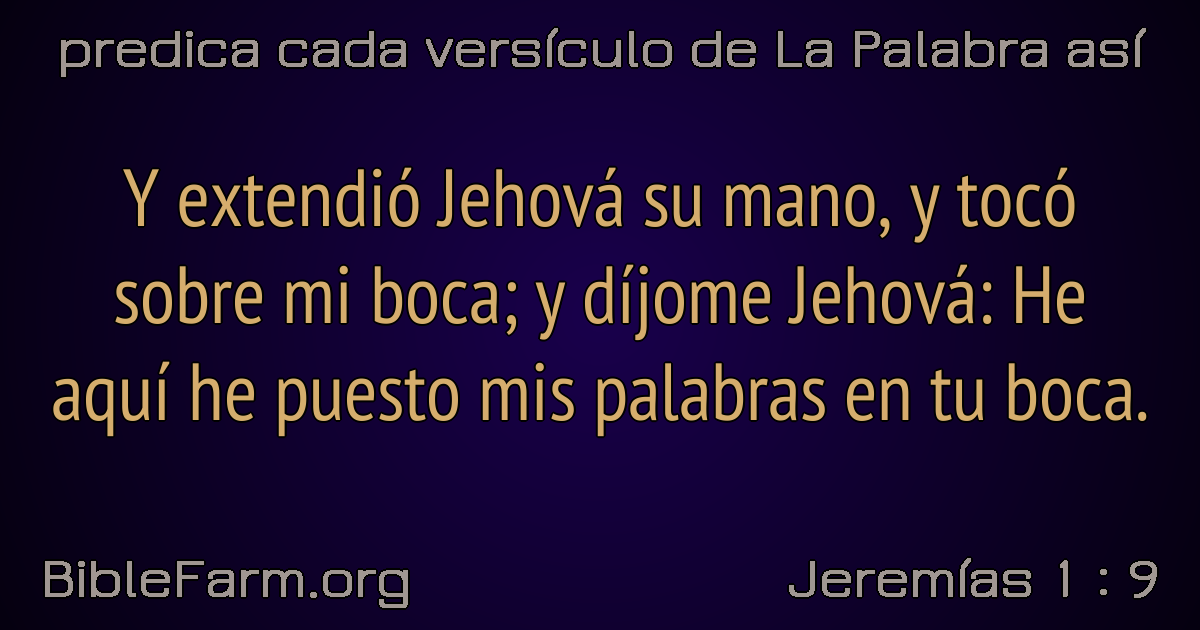 predica cada versículo de La Palabra así
Y extendió Jehová su mano, y tocó
sobre mi boca; y díjome Jehová: He
aquí he puesto mis palabras en tu boca.
BibleFarm.org
Jeremías 1 : 9